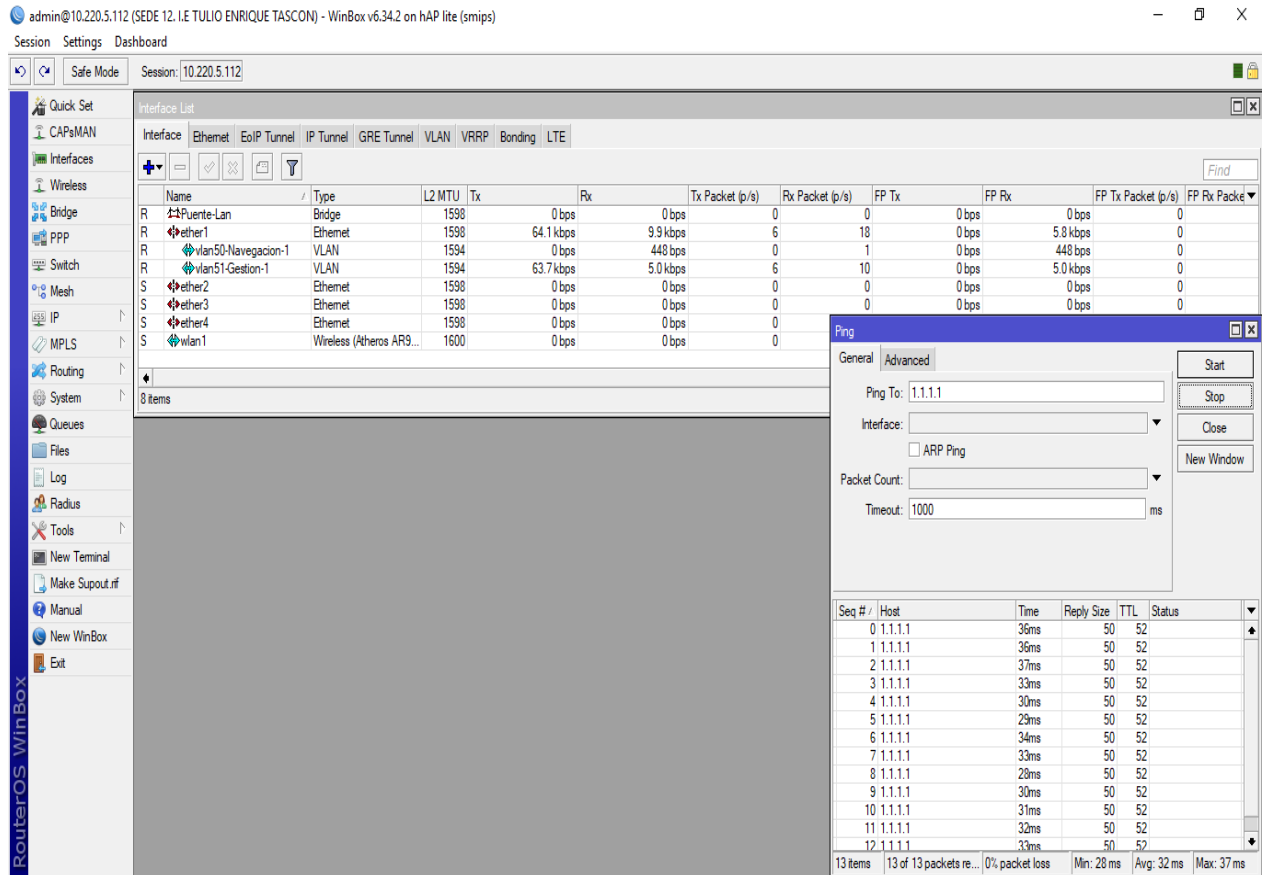 admin@10.220.5.112 (SEDE 12. I.E TULIO ENRIQUE TASCON) - WinBox v6.34.2 on hAP lite (smips)
Session Settings Dashboard
Safe Mode Session: 10.220.5.112
Quick Set
CAPsMAN
Interfaces
Wireless
Bridge
PPP
Switch
Mesh
IP
MPLS
Routing
System
Queues
Files
Log
Radius
Tools
New Terminal
Make Supout.rif
Manual
New WinBox
Exit
RouterOS WinBox
Interface List
Interface Ethernet EoIP Tunnel IP Tunnel GRE Tunnel VLAN VRRP Bonding LTE
Find
Name / Type L2 MTU Tx Rx Tx Packet (p/s) Rx Packet (p/s) FP Tx FP Rx FP Tx Packet (p/s) FP Rx Packe
R Puente-Lan Bridge 1598 0 bps 0 bps 0 0 0 bps 0 bps 0
R ether1 Ethernet 1598 64.1 kbps 9.9 kbps 6 18 0 bps 5.8 kbps 0
R vlan50-Navegacion-1 VLAN 1594 0 bps 448 bps 0 1 0 bps 448 bps 0
R vlan51-Gestion-1 VLAN 1594 63.7 kbps 5.0 kbps 6 10 0 bps 5.0 kbps 0
S ether2 Ethernet 1598 0 bps 0 bps 0 0 0 bps 0 bps 0
S ether3 Ethernet 1598 0 bps 0 bps 0 0 0 bps 0 bps 0
S ether4 Ethernet 1598 0 bps 0 bps 0
S wlan1 Wireless (Atheros AR9... 1600 0 bps 0 bps 0
8 items
Ping
General Advanced
Ping To: 1.1.1.1
Interface:
ARP Ping
Packet Count:
Timeout: 1000 ms
Start
Stop
Close
New Window
Seq # / Host Time Reply Size TTL Status
0 1.1.1.1 36ms 50 52
1 1.1.1.1 36ms 50 52
2 1.1.1.1 37ms 50 52
3 1.1.1.1 33ms 50 52
4 1.1.1.1 30ms 50 52
5 1.1.1.1 29ms 50 52
6 1.1.1.1 34ms 50 52
7 1.1.1.1 33ms 50 52
8 1.1.1.1 28ms 50 52
9 1.1.1.1 30ms 50 52
10 1.1.1.1 31ms 50 52
11 1.1.1.1 32ms 50 52
12 1.1.1.1 33ms 50 52
13 items 13 of 13 packets re... 0% packet loss Min: 28 ms Avg: 32 ms Max: 37 ms